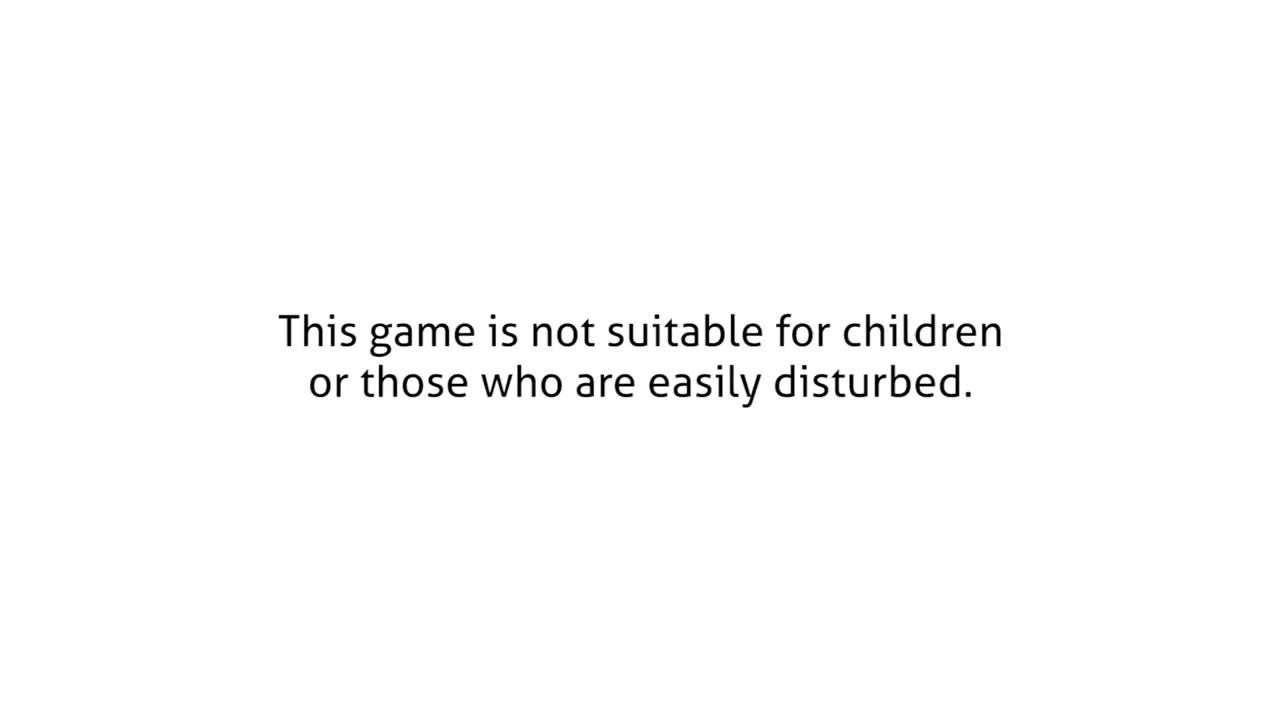 This game is not suitable for children
or those who are easily disturbed.